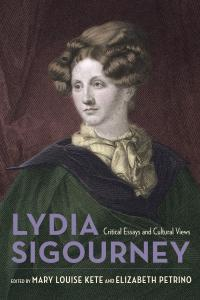 LYDIA
Critical Essays and Cultural Views
SIGOURNEY
EDITED BY MARY LOUISE KETE AND ELIZABETH PETRINO